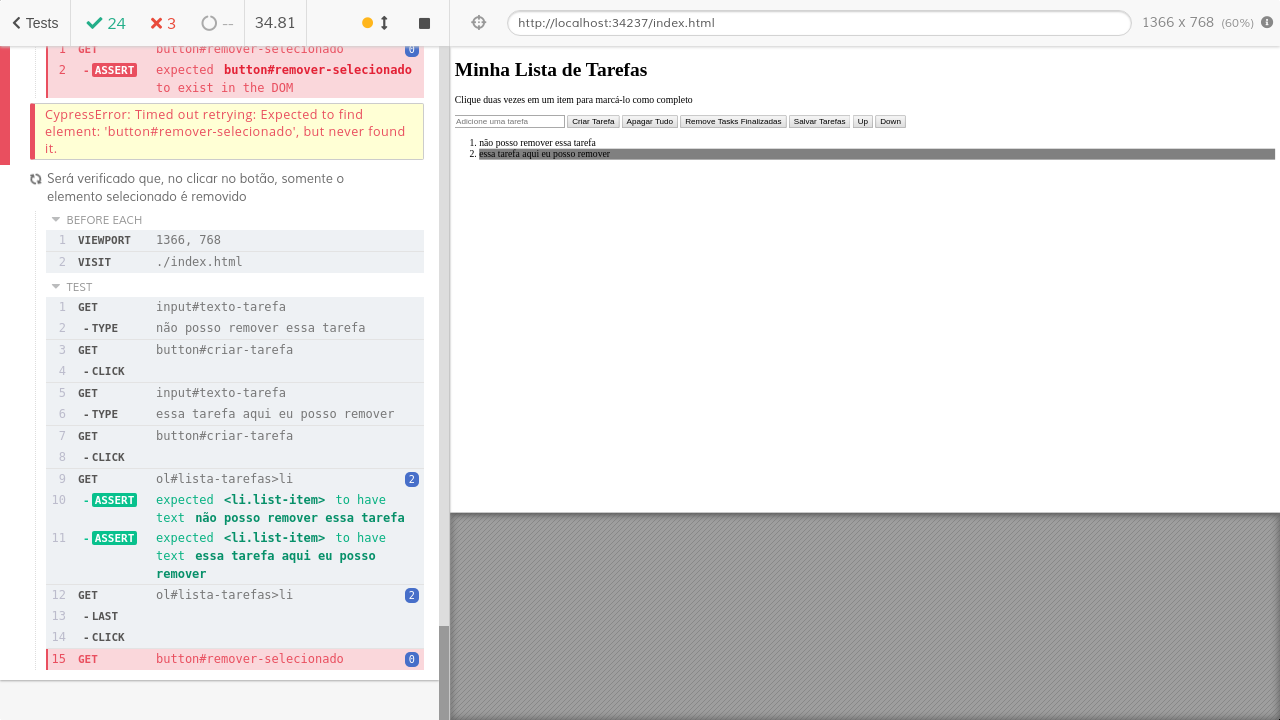 Tests 24 3 -- 34.81
http://localhost:34237/index.html 1366 x 768 (60%)
1 GET button#remover-selecionado 0
2 -ASSERT expected button#remover-selecionado
to exist in the DOM
CypressError: Timed out retrying: Expected to find
element: 'button#remover-selecionado', but never found
it.
Será verificado que, no clicar no botão, somente o
elemento selecionado é removido
BEFORE EACH
1 VIEWPORT 1366, 768
2 VISIT ./index.html
TEST
1 GET input#texto-tarefa
2 -TYPE não posso remover essa tarefa
3 GET button#criar-tarefa
4 -CLICK
5 GET input#texto-tarefa
6 -TYPE essa tarefa aqui eu posso remover
7 GET button#criar-tarefa
8 -CLICK
9 GET ol#lista-tarefas>li 2
10 -ASSERT expected <li.list-item> to have
text não posso remover essa tarefa
11 -ASSERT expected <li.list-item> to have
text essa tarefa aqui eu posso
remover
12 GET ol#lista-tarefas>li 2
13 -LAST
14 -CLICK
15 GET button#remover-selecionado 0
Minha Lista de Tarefas
Clique duas vezes em um item para marcá-lo como completo
Adicione uma tarefa Criar Tarefa Apagar Tudo Remove Tasks Finalizadas Salvar Tarefas Up Down
1. não posso remover essa tarefa
2. essa tarefa aqui eu posso remover